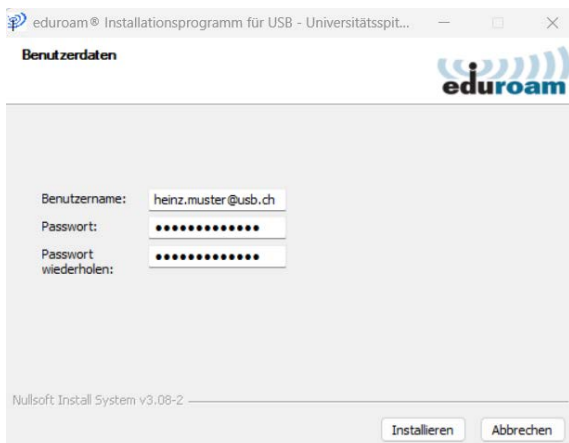 eduroam® Installationsprogramm für USB - Universitätsspit...
Benutzerdaten
eduroam
Benutzername: heinz.muster@usb.ch
Passwort: •••••••••••••
Passwort
wiederholen: •••••••••••••
Nullsoft Install System v3.08-2
Installieren Abbrechen